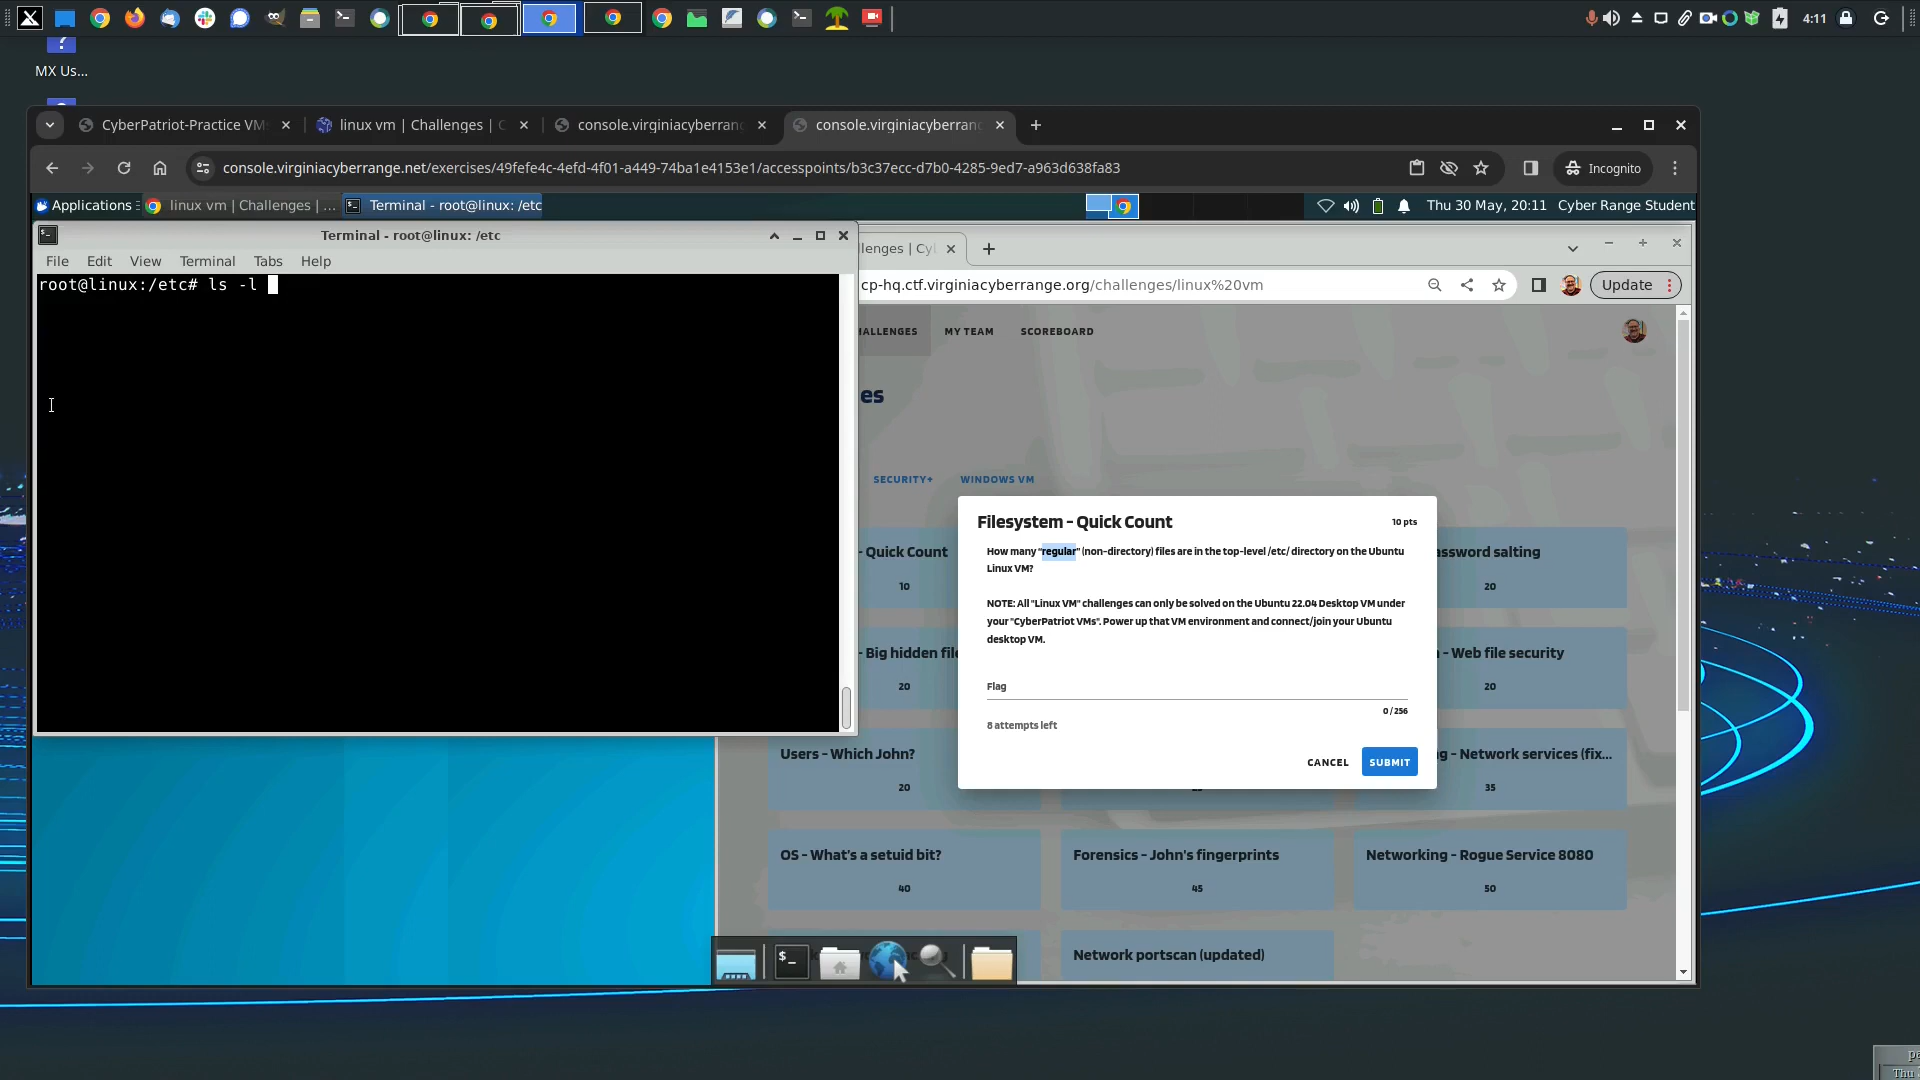 4:11
MX Us...
CyberPatriot-Practice VM
linux vm | Challenges | C
console.virginiacyberrang
console.virginiacyberran
console.virginiacyberrange.net/exercises/49fefe4c-4efd-4f01-a449-74ba1e4153e1/accesspoints/b3c37ecc-d7b0-4285-9ed7-a963d638fa83
Incognito
Applications
linux vm | Challenges | ...
Terminal - root@linux: /etc
Thu 30 May, 20:11
Cyber Range Student
Terminal - root@linux: /etc
llenges | Cyl
File Edit View Terminal Tabs Help
root@linux:/etc# ls -l
cp-hq.ctf.virginiacyberrange.org/challenges/linux%20vm
Update
HALLENGES
MY TEAM
SCOREBOARD
es
SECURITY+
WINDOWS VM
Filesystem - Quick Count
10 pts
How many "regular" (non-directory) files are in the top-level /etc/ directory on the Ubuntu
Linux VM?
NOTE: All "Linux VM" challenges can only be solved on the Ubuntu 22.04 Desktop VM under
your "CyberPatriot VMs". Power up that VM environment and connect/join your Ubuntu
desktop VM.
Flag
0 / 256
8 attempts left
CANCEL
SUBMIT
- Quick Count
10
assword salting
20
- Big hidden file
20
- Web file security
20
Users - Which John?
20
g - Network services (fix...
35
OS - What's a setuid bit?
40
Forensics - John's fingerprints
45
Networking - Rogue Service 8080
50
Network portscan (updated)
Thu